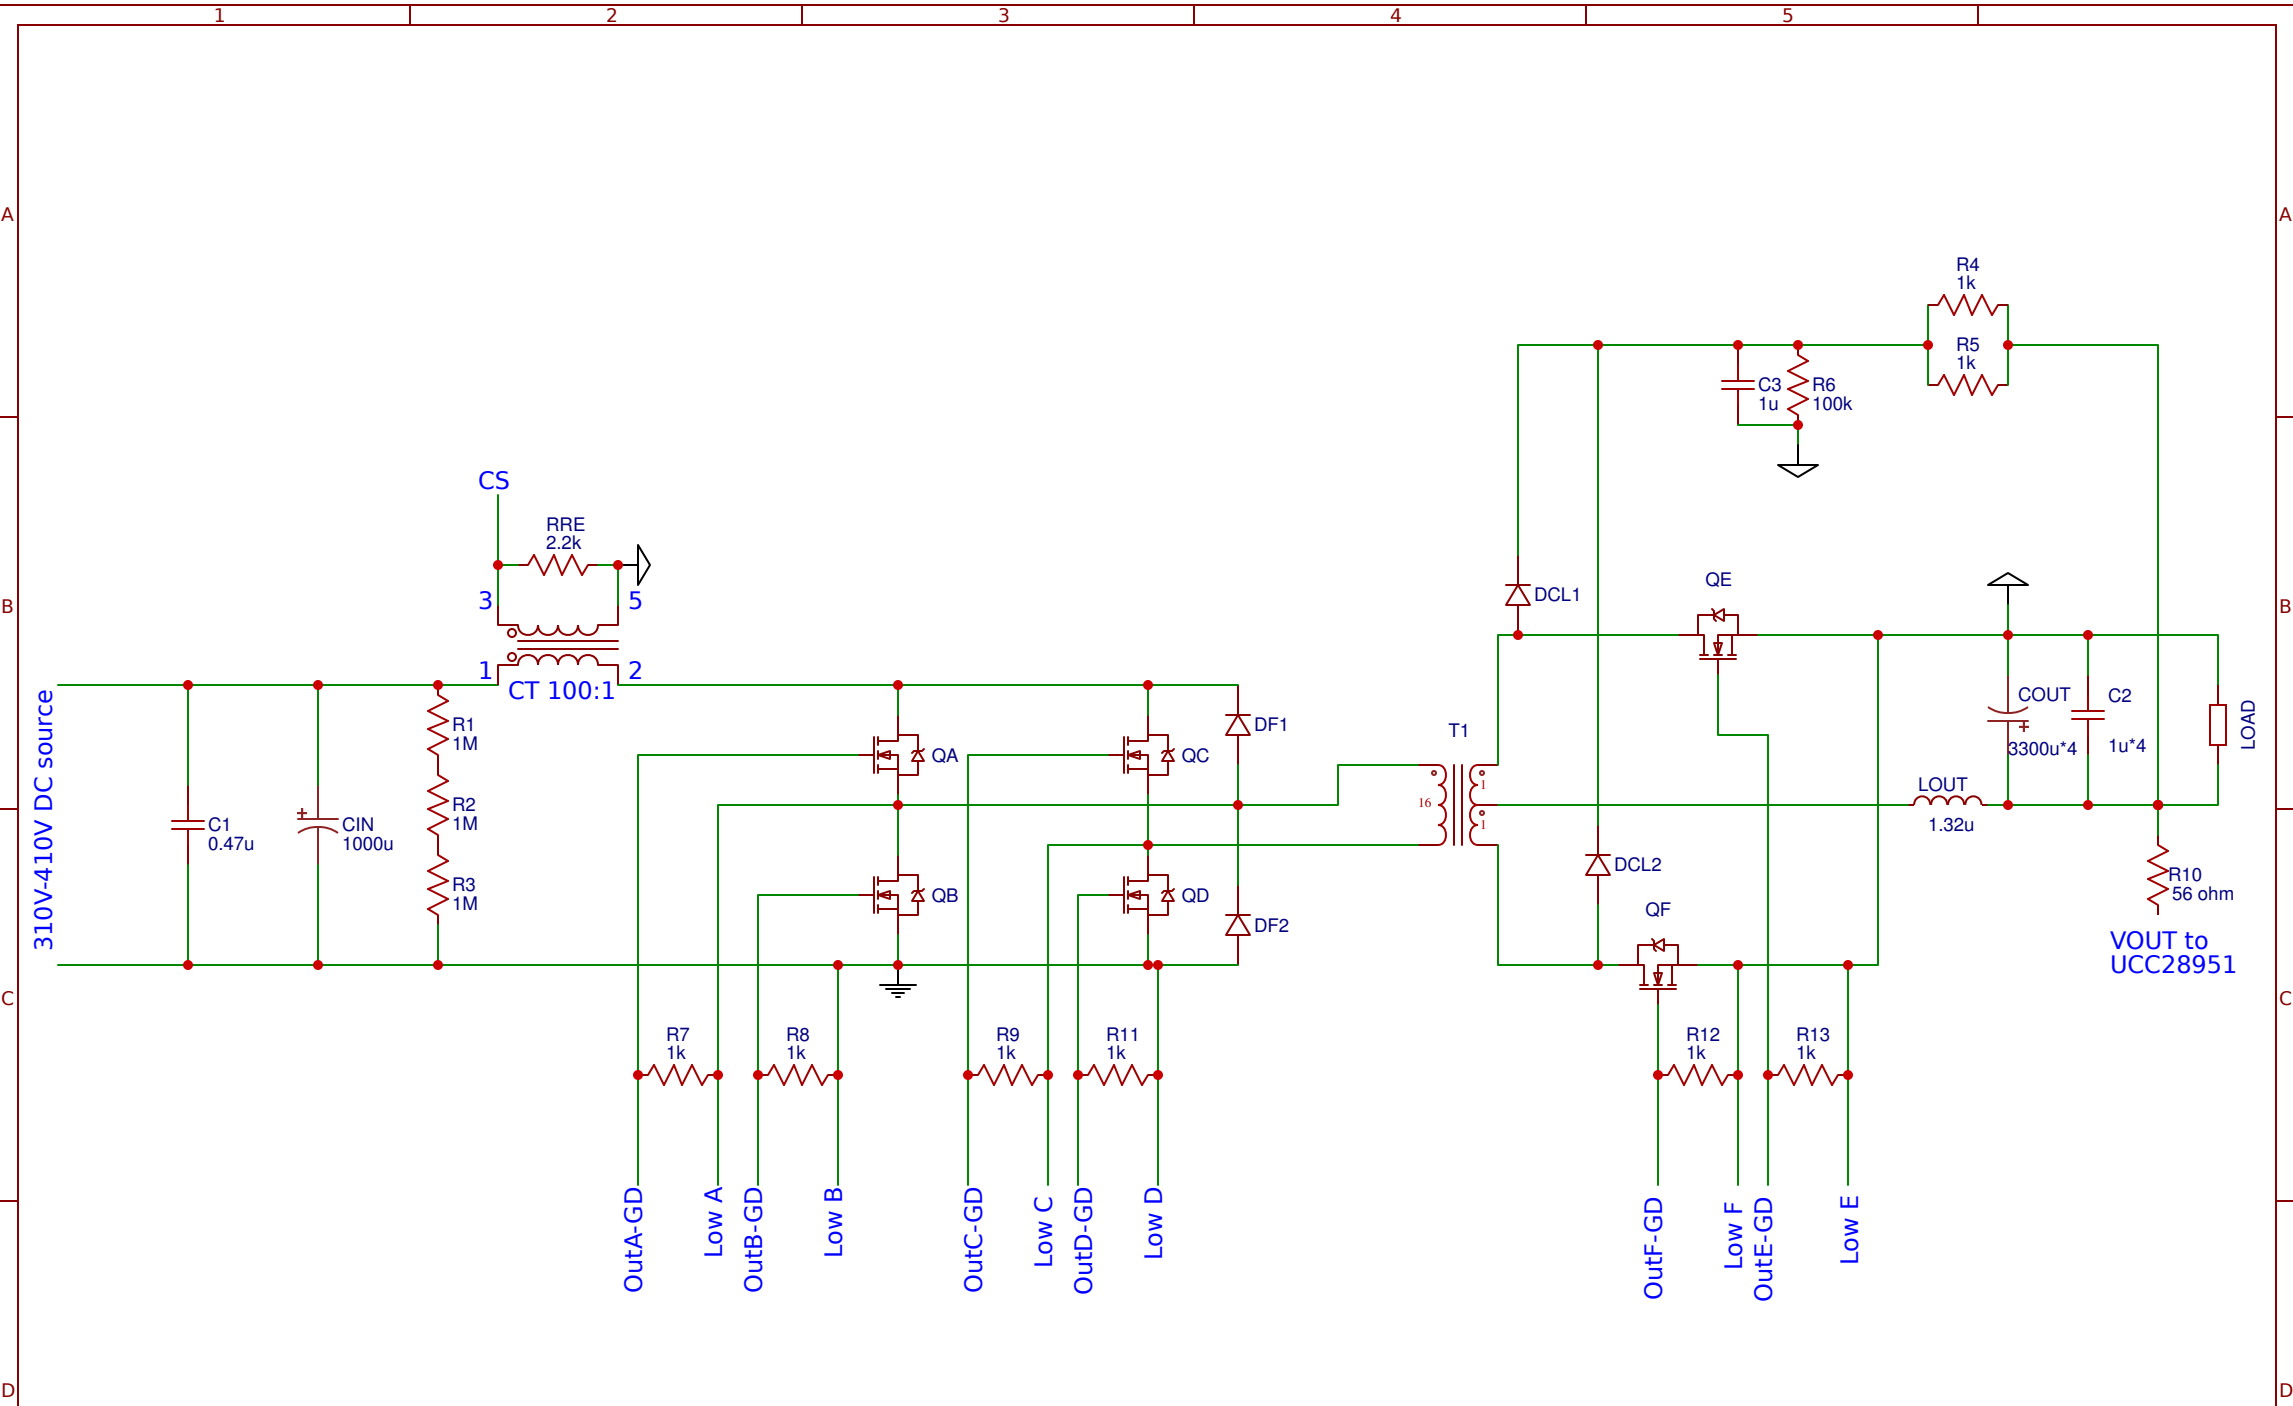 1 2 3 4 5
A A
R4
1k
R5
1k
C3
1u
R6
100k
CS
RRE
2.2k
3 5
1 2
CT 100:1
B B
DCL1
QE
310V-410V DC source
R1
1M
R2
1M
R3
1M
C1
0.47u
CIN
1000u
QA
QC
DF1
QB
QD
DF2
T1
16
1
1
DCL2
QF
COUT
3300u*4
C2
1u*4
LOAD
LOUT
1.32u
R10
56 ohm
VOUT to
UCC28951
C C
R7
1k
R8
1k
R9
1k
R11
1k
R12
1k
R13
1k
OutA-GD
Low A
OutB-GD
Low B
OutC-GD
Low C
OutD-GD
Low D
OutF-GD
Low F
OutE-GD
Low E
D D